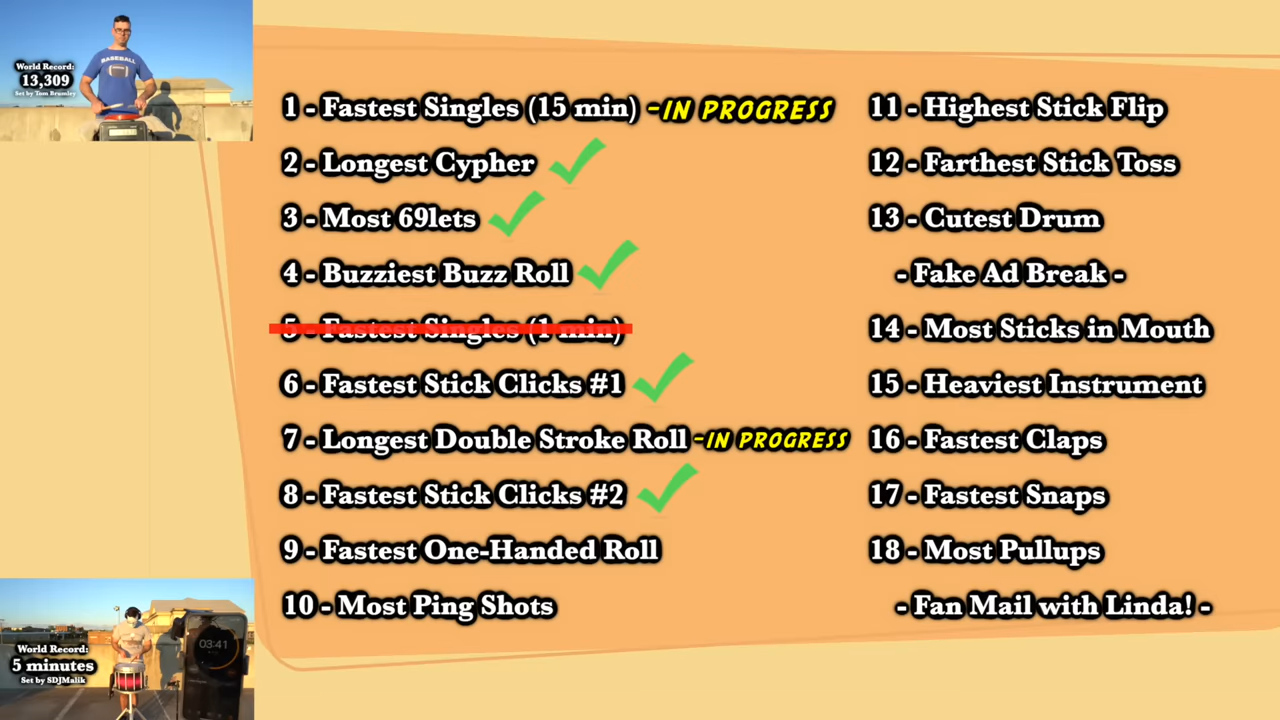 BASEBALL
World Record:
13,309
Set by Tom Brumley
1 - Fastest Singles (15 min) -IN PROGRESS
2 - Longest Cypher
3 - Most 69lets
4 - Buzziest Buzz Roll
5 - Fastest Singles (1 min)
6 - Fastest Stick Clicks #1
7 - Longest Double Stroke Roll -IN PROGRESS
8 - Fastest Stick Clicks #2
9 - Fastest One-Handed Roll
10 - Most Ping Shots
11 - Highest Stick Flip
12 - Farthest Stick Toss
13 - Cutest Drum
- Fake Ad Break -
14 - Most Sticks in Mouth
15 - Heaviest Instrument
16 - Fastest Claps
17 - Fastest Snaps
18 - Most Pullups
- Fan Mail with Linda! -
World Record:
5 minutes
Set by SDJMalik
03:41